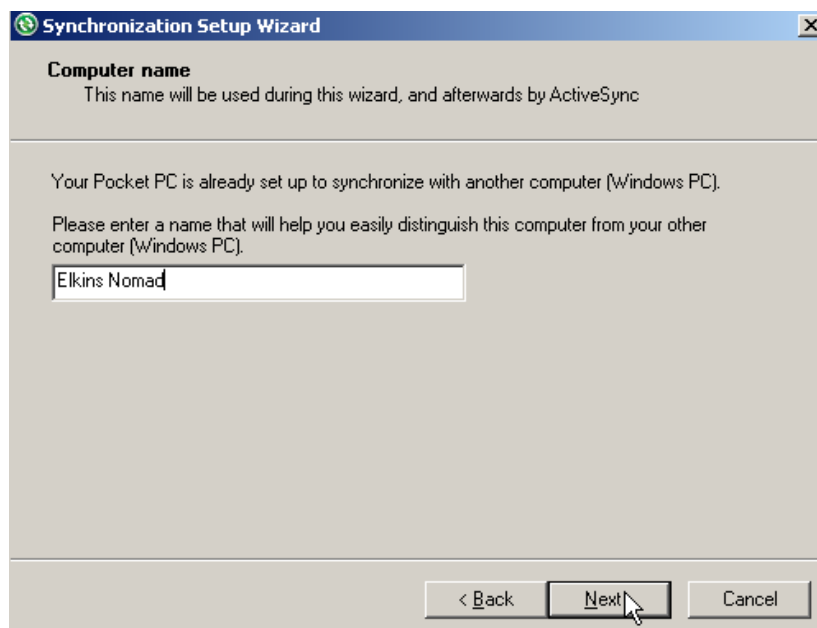 Synchronization Setup Wizard
Computer name
This name will be used during this wizard, and afterwards by ActiveSync
Your Pocket PC is already set up to synchronize with another computer (Windows PC).
Please enter a name that will help you easily distinguish this computer from your other
computer (Windows PC).
Elkins Nomad
< Back
Next
Cancel